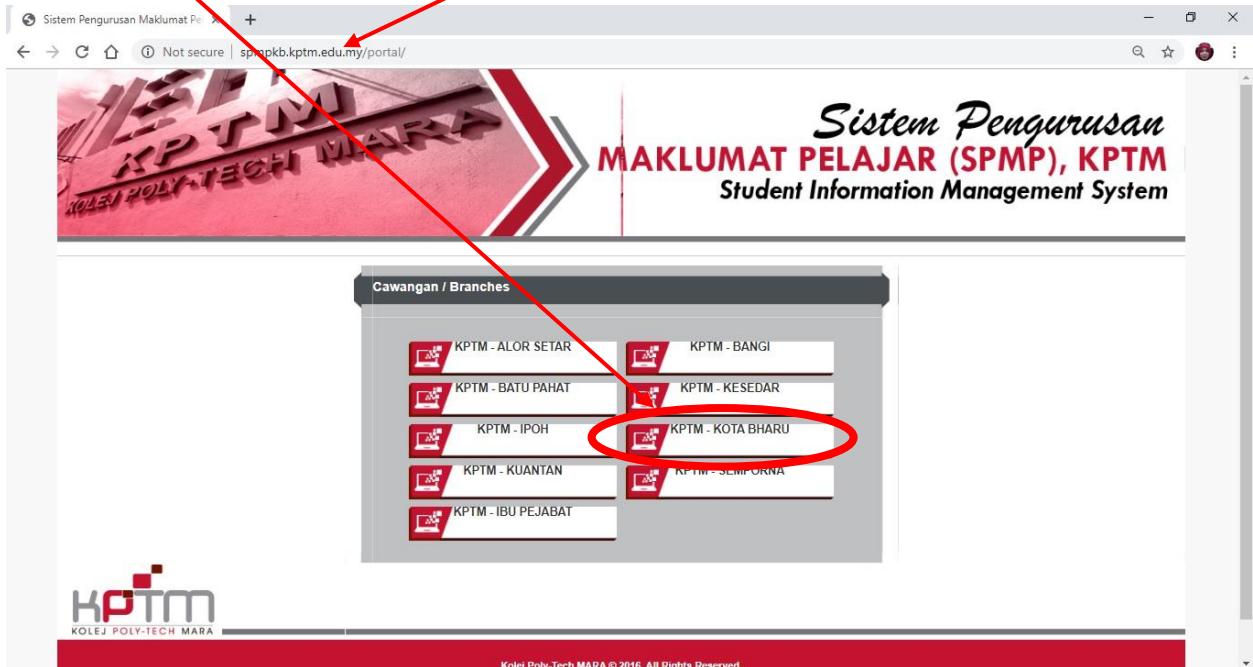 Sistem Pengurusan Maklumat Pe
Not secure | spmpkb.kptm.edu.my/portal/
KPTM
KOLEJ POLY-TECH MARA
Sistem Pengurusan
MAKLUMAT PELAJAR (SPMP), KPTM
Student Information Management System
Cawangan / Branches
KPTM - ALOR SETAR
KPTM - BANGI
KPTM - BATU PAHAT
KPTM - KESEDAR
KPTM - IPOH
KPTM - KOTA BHARU
KPTM - KUANTAN
KPTM - SEMPORNA
KPTM - IBU PEJABAT
kptm
KOLEJ POLY-TECH MARA
Kolej Poly-Tech MARA © 2016. All Rights Reserved